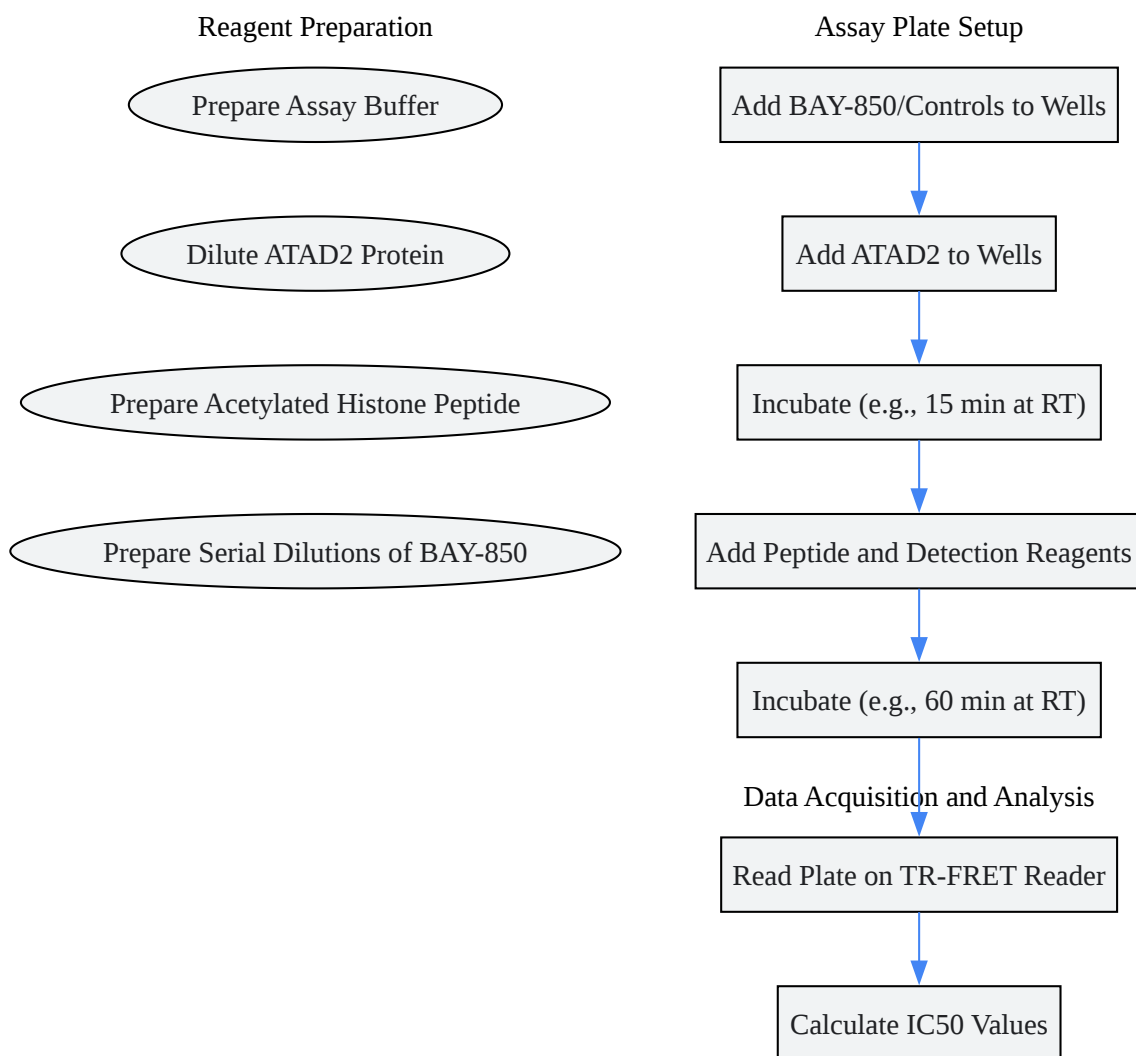 Reagent Preparation
Prepare Assay Buffer
Dilute ATAD2 Protein
Prepare Acetylated Histone Peptide
Prepare Serial Dilutions of BAY-850
Assay Plate Setup
Add BAY-850/Controls to Wells
Add ATAD2 to Wells
Incubate (e.g., 15 min at RT)
Add Peptide and Detection Reagents
Incubate (e.g., 60 min at RT)
Data Acquisition and Analysis
Read Plate on TR-FRET Reader
Calculate IC50 Values